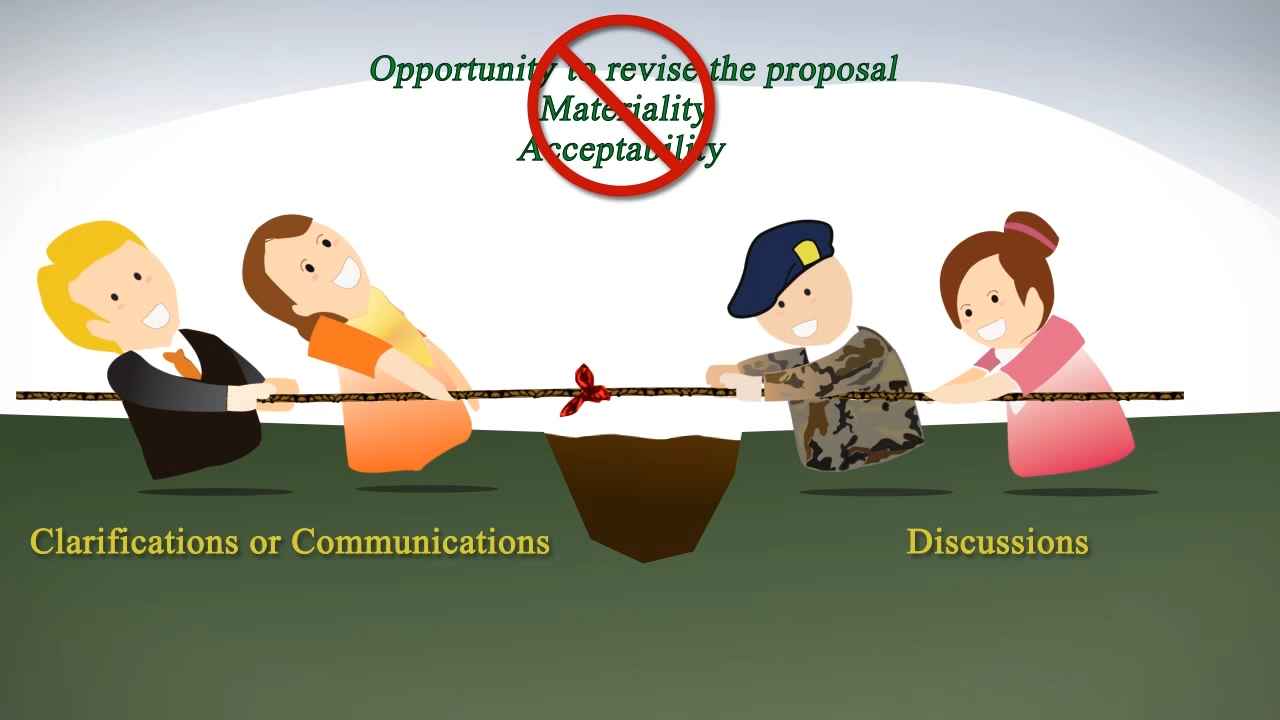 Opportunity to revise the proposal
Materiality
Acceptability
Clarifications or Communications
Discussions